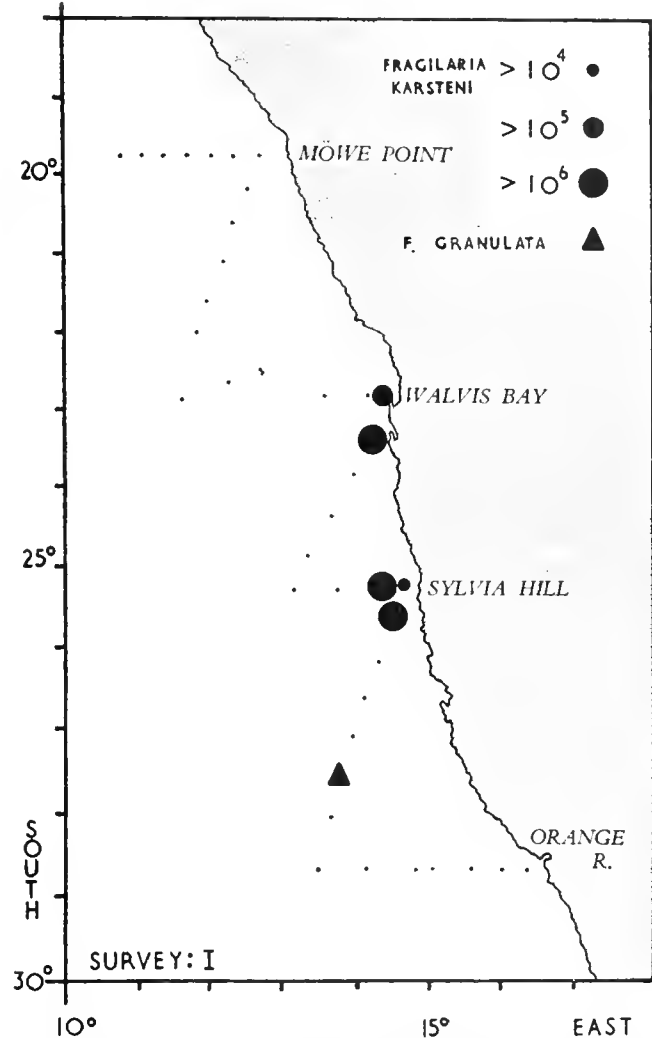 FRAGILARIA
KARSTENI
> 10⁴
> 10⁵
> 10⁶
F. GRANULATA
MÖWE POINT
20°
WALVIS BAY
25°
SYLVIA HILL
ORANGE
R.
SOUTH
SURVEY: I
30°
10°
15°
EAST